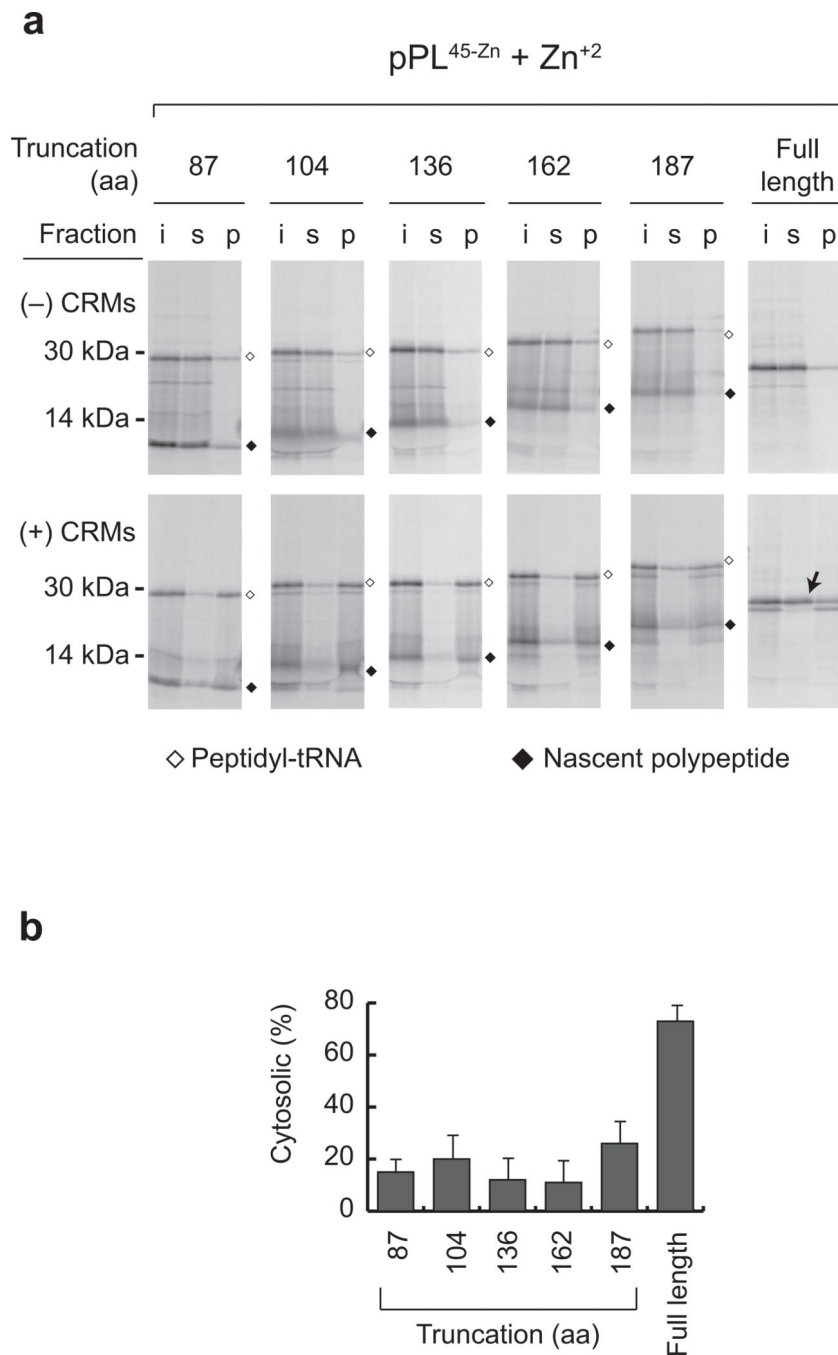 a
pPL45-Zn + Zn+2
Truncation (aa) 87 104 136 162 187 Full length
Fraction i s p i s p i s p i s p i s p i s p
(–) CRMs
30 kDa
14 kDa
(+) CRMs
30 kDa
14 kDa
◇ Peptidyl-tRNA ◆ Nascent polypeptide
b
Cytosolic (%)
80
60
40
20
0
87 104 136 162 187 Full length
Truncation (aa)